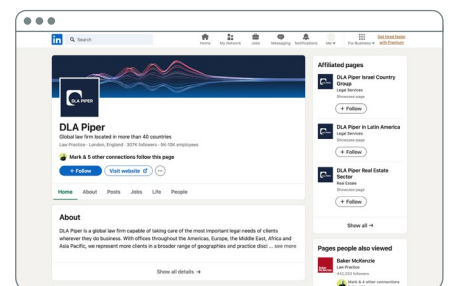 in
Search
Home
My Network
Jobs
Messaging
Notifications
Me
For Business
Get hired faster
with Premium
DLA PIPER
DLA Piper
Global law firm located in more than 40 countries
Law Practice · London, England · 307K followers · 5K-10K employees
Mark & 5 other connections follow this page
+ Follow
Visit website
Home
About
Posts
Jobs
Life
People
About
DLA Piper is a global law firm capable of taking care of the most important legal needs of clients
wherever they do business. With offices throughout the Americas, Europe, the Middle East, Africa and
Asia Pacific, we represent more clients in a broader range of geographies and practice disci ... see more
Show all details →
Affiliated pages
DLA PIPER
DLA Piper Israel Country
Group
Legal Services
Showcase page
+ Follow
DLA PIPER
DLA Piper in Latin America
Legal Services
Showcase page
+ Follow
DLA PIPER
DLA Piper Real Estate
Sector
Real Estate
Showcase page
+ Follow
Show all →
Pages people also viewed
Baker McKenzie
Law Practice
followers
Mark & 4 other connections